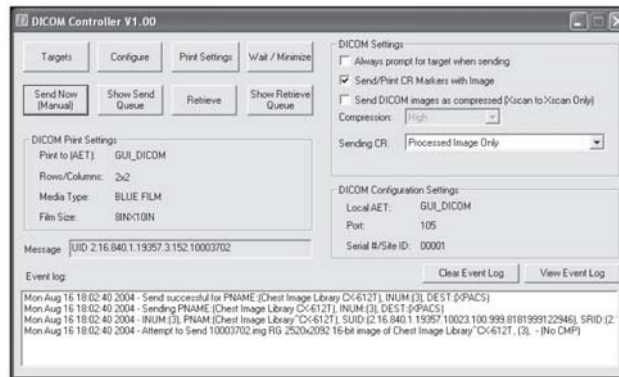 DICOM Controller V1.00
Targets
Configure
Print Settings
Wait / Minimize
Send Now
(Manual)
Show Send
Queue
Retrieve
Show Retrieve
Queue
DICOM Print Settings
Print to (AET): GUI_DICOM
Rows/Columns: 2x2
Media Type: BLUE FILM
Film Size: 8INX10IN
Message UID 2.16.840.1.19357.3.152.10003702
DICOM Settings
Always prompt for target when sending
Send/Print CR Markers with Image
Send DICOM images as compressed (Xscan to Xscan Only)
Compression: High
Sending CR: Processed Image Only
DICOM Configuration Settings
Local AET: GUI_DICOM
Port: 105
Serial #/Site ID: 00001
Clear Event Log
View Event Log
Event log:
Mon Aug 16 18:02:40 2004 - Send successful for PNAME:(Chest Image Library CX-612T), INUM:(3), DEST:(XPACS)
Mon Aug 16 18:02:40 2004 - Sending PNAME:(Chest Image Library CX-612T), INUM:(3), DEST:(XPACS)
Mon Aug 16 18:02:40 2004 - INUM:(3), PNAM:(Chest Image Library^CX-612T), SUID:(2.16.840.1.19357.10023.100.999.8181999122946), SRID:(2.1
Mon Aug 16 18:02:40 2004 - Attempt to Send 10003702.img RG 2520x2092 16-bit image of Chest Image Library^CX-612T, (3), - (No CMP)